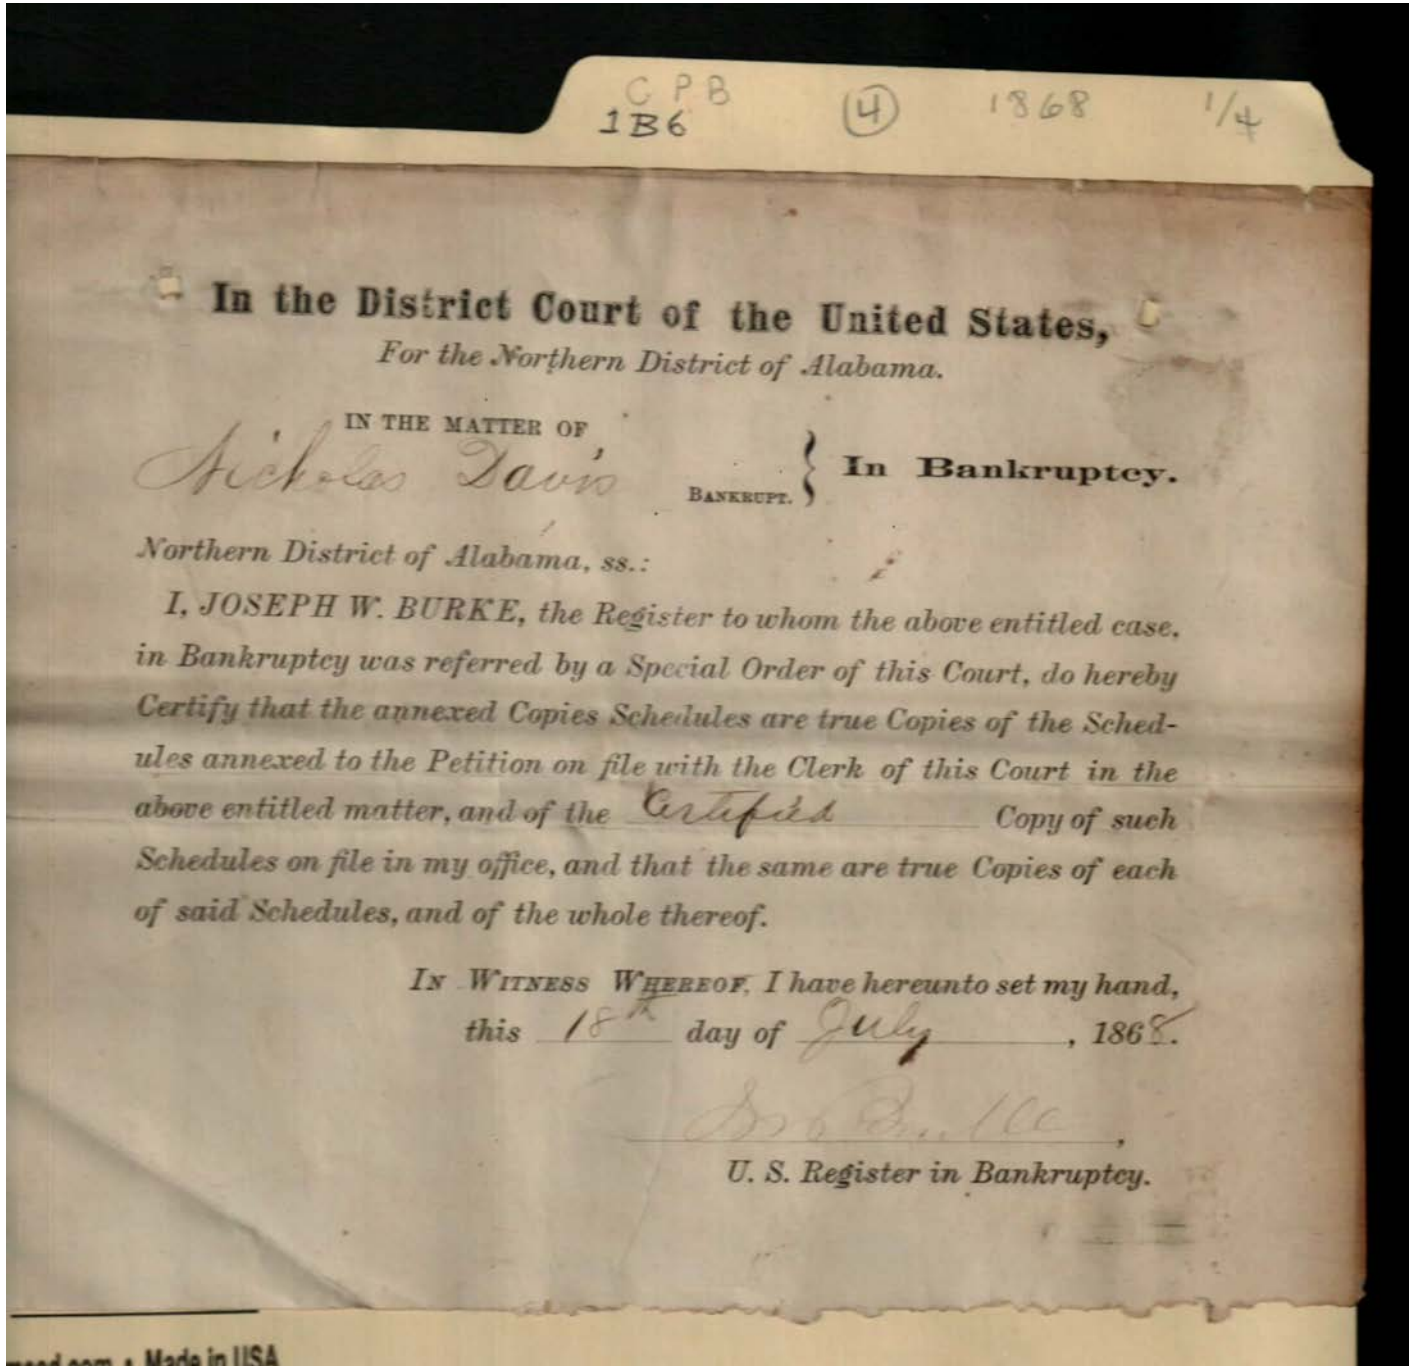 C P B
1B6 4 1868 1/4
In the District Court of the United States,
For the Northern District of Alabama.
IN THE MATTER OF
Nicholas Davis BANKRUPT. } In Bankruptcy.
Northern District of Alabama, ss.:
I, JOSEPH W. BURKE, the Register to whom the above entitled case,
in Bankruptcy was referred by a Special Order of this Court, do hereby
Certify that the annexed Copies Schedules are true Copies of the Sched-
ules annexed to the Petition on file with the Clerk of this Court in the
above entitled matter, and of the Certified Copy of such
Schedules on file in my office, and that the same are true Copies of each
of said Schedules, and of the whole thereof.
IN WITNESS WHEREOF, I have hereunto set my hand,
this 18th day of July, 1868.
U. S. Register in Bankruptcy.
Made in USA